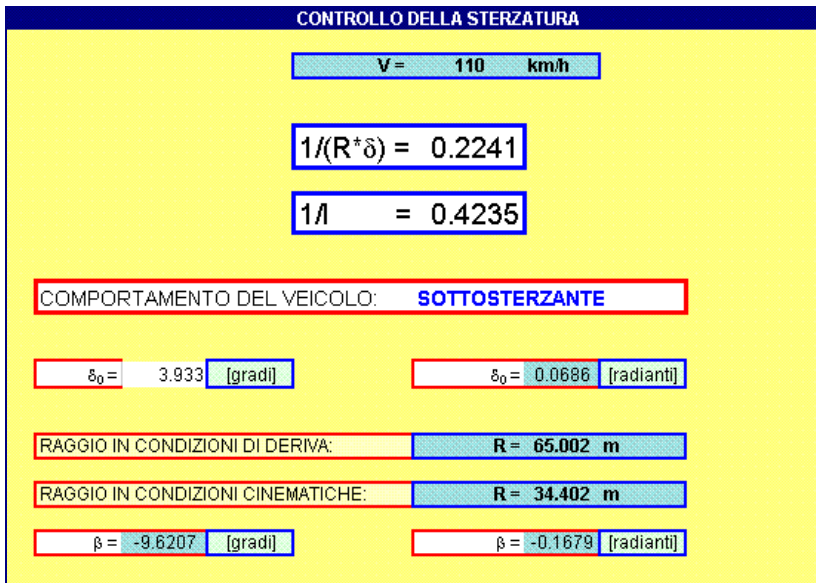 CONTROLLO DELLA STERZATURA
V = 110 km/h
1/(R*δ) = 0.2241
1/l = 0.4235
COMPORTAMENTO DEL VEICOLO: SOTTOSTERZANTE
δ₀ = 3.933 [gradi] δ₀ = 0.0686 [radianti]
RAGGIO IN CONDIZIONI DI DERIVA: R = 65.002 m
RAGGIO IN CONDIZIONI CINEMATICHE: R = 34.402 m
β = -9.6207 [gradi] β = -0.1679 [radianti]